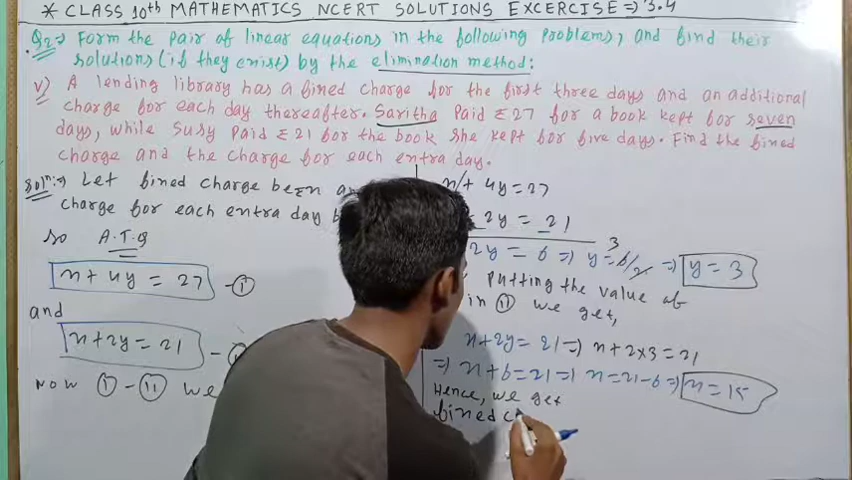 * CLASS 10th MATHEMATICS NCERT SOLUTIONS EXCERCISE ⇒ 3.4
Q2:→ Form the pair of linear equations in the following problems, and find their
solutions (if they exist) by the elimination method:
v) A lending library has a fixed charge for the first three days and an additional
charge for each day thereafter. Saritha paid ₹27 for a book kept for seven
days, while Susy paid ₹21 for the book she kept for five days. Find the fixed
charge and the charge for each extra day.
Solⁿ:→ Let fixed charge be x
charge for each extra day
So A.T.Q
x + 4y = 27 —(i)
and
x + 2y = 21 —
Now (i) - (ii) we
x + 4y = 27
2y = 21
2y = 6 ⇒ y = 6/2 3 ⇒ y = 3
Putting the value of
in (ii) we get,
x + 2y = 21 ⇒ x + 2×3 = 21
⇒ x + 6 = 21 ⇒ x = 21 - 6 ⇒ x = 15
Hence, we get
fixed c